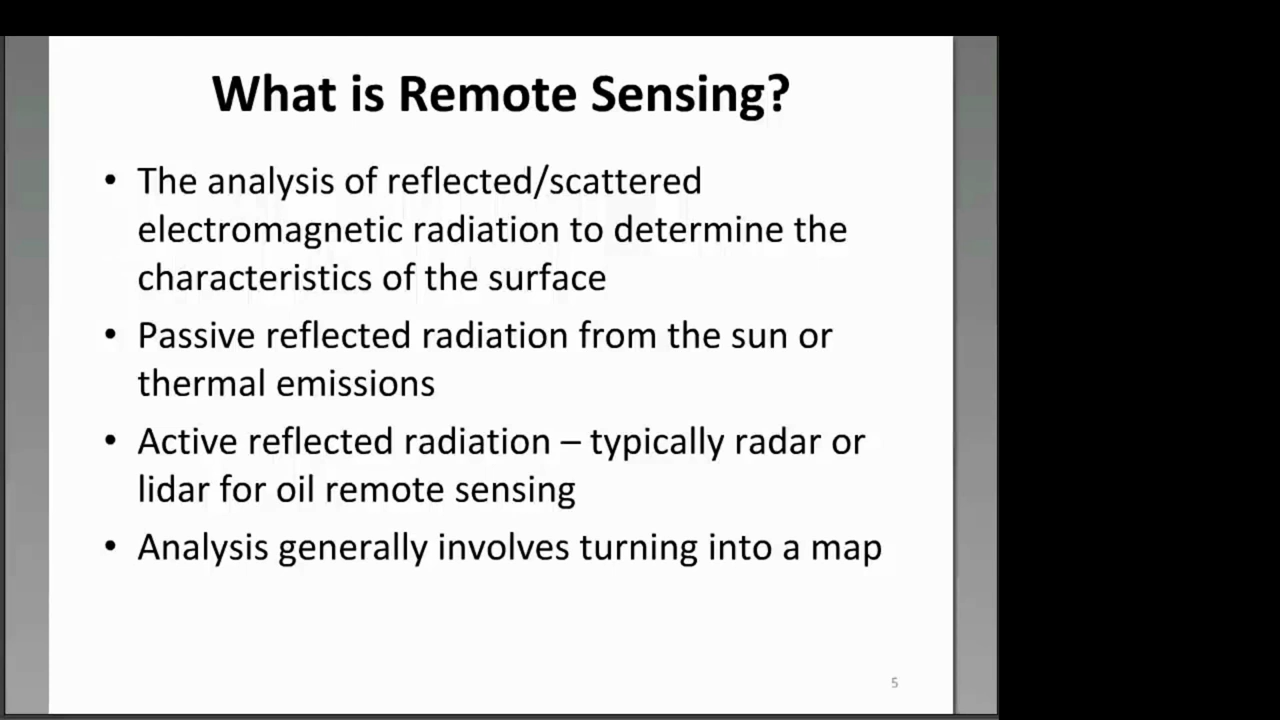 What is Remote Sensing?
• The analysis of reflected/scattered
electromagnetic radiation to determine the
characteristics of the surface
• Passive reflected radiation from the sun or
thermal emissions
• Active reflected radiation – typically radar or
lidar for oil remote sensing
• Analysis generally involves turning into a map
5